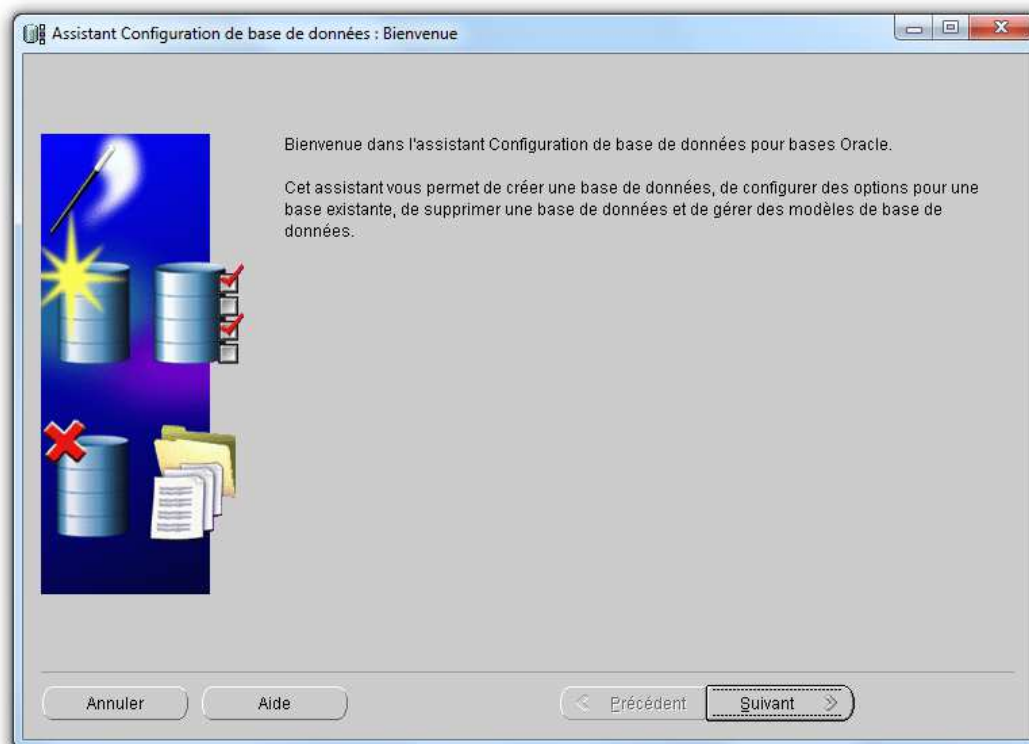 Assistant Configuration de base de données : Bienvenue
Bienvenue dans l'assistant Configuration de base de données pour bases Oracle.
Cet assistant vous permet de créer une base de données, de configurer des options pour une
base existante, de supprimer une base de données et de gérer des modèles de base de
données.
Annuler
Aide
Précédent
Suivant